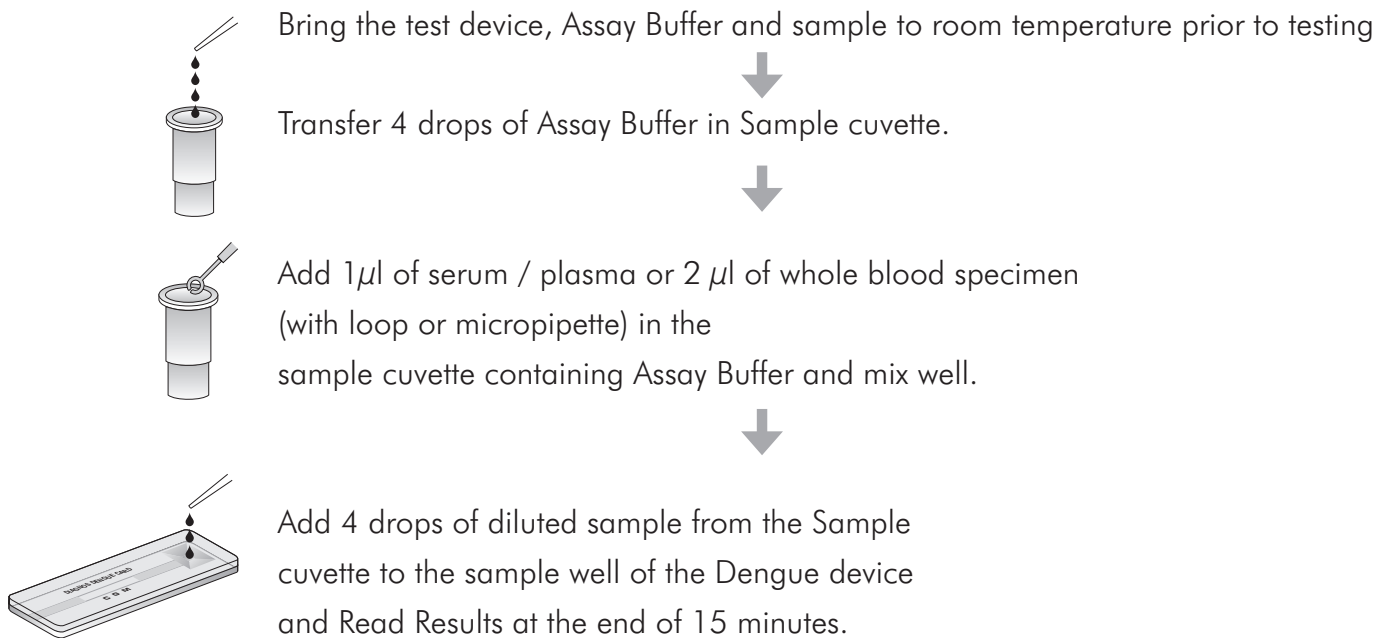 Bring the test device, Assay Buffer and sample to room temperature prior to testing
Transfer 4 drops of Assay Buffer in Sample cuvette.
Add 1µl of serum / plasma or 2 µl of whole blood specimen
(with loop or micropipette) in the
sample cuvette containing Assay Buffer and mix well.
Add 4 drops of diluted sample from the Sample
cuvette to the sample well of the Dengue device
and Read Results at the end of 15 minutes.
DENGUE CARD